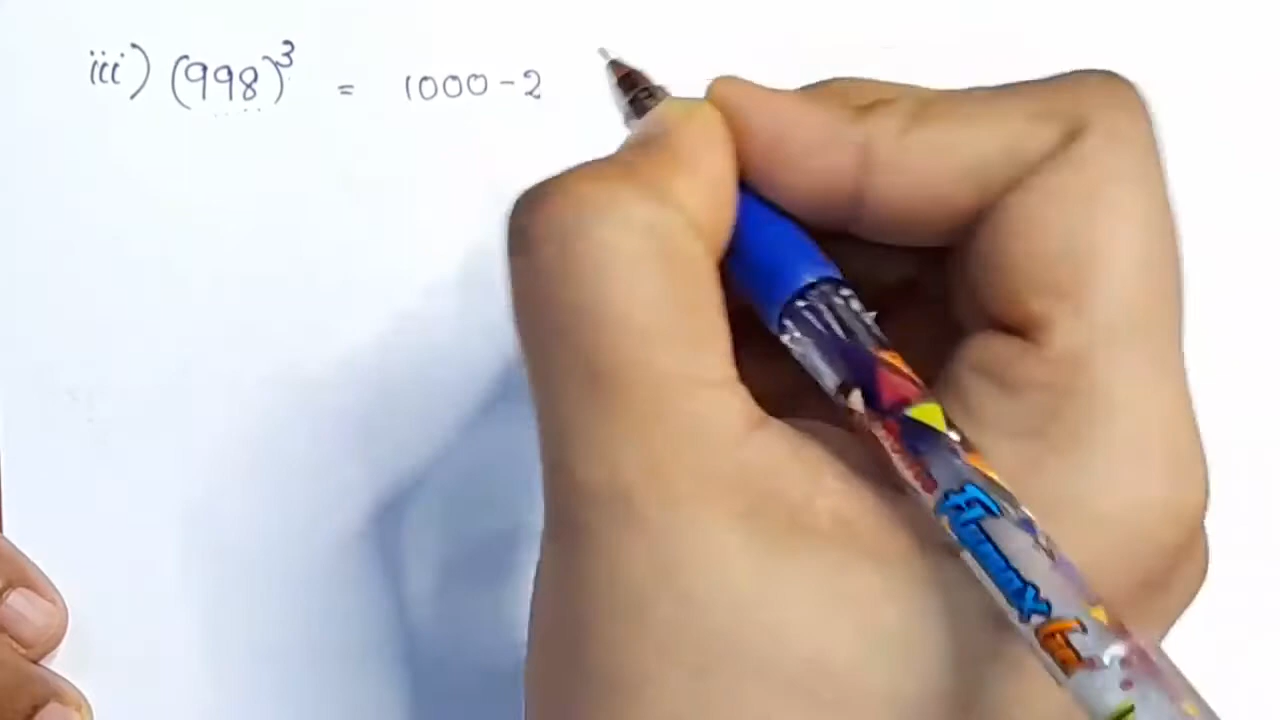 iii) (998)³ = 1000-2